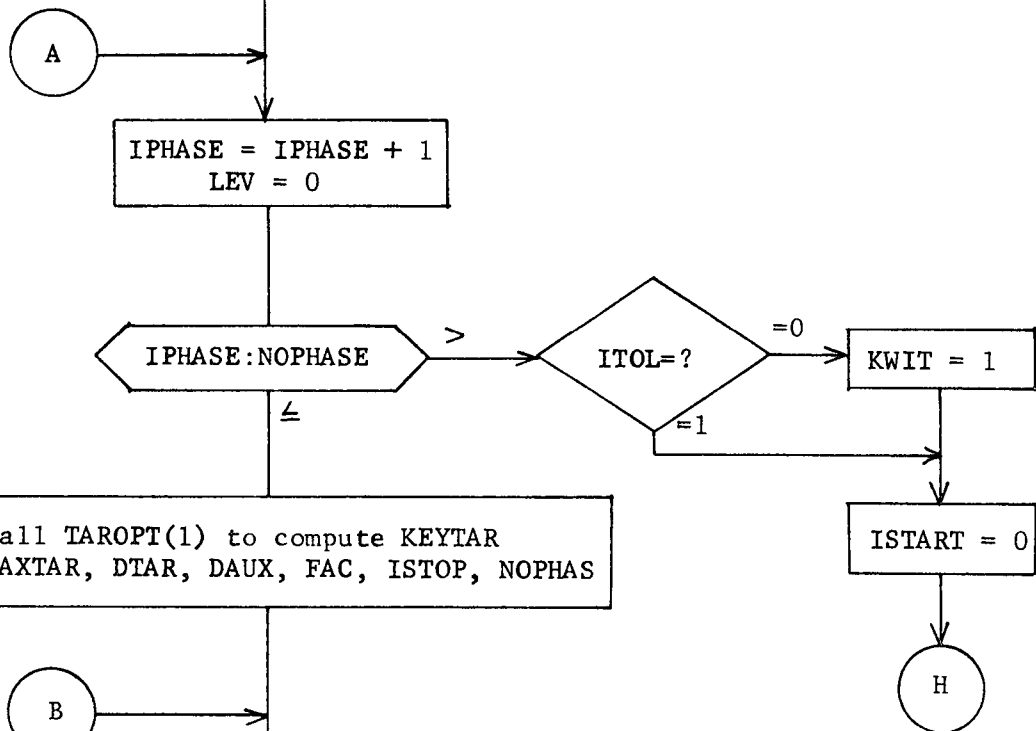 A
IPHASE = IPHASE + 1
LEV = 0
IPHASE:NOPHASE
>
≤
ITOL=?
=0
=1
KWIT = 1
ISTART = 0
all TAROPT(1) to compute KEYTAR
AXTAR, DTAR, DAUX, FAC, ISTOP, NOPHAS
B
H